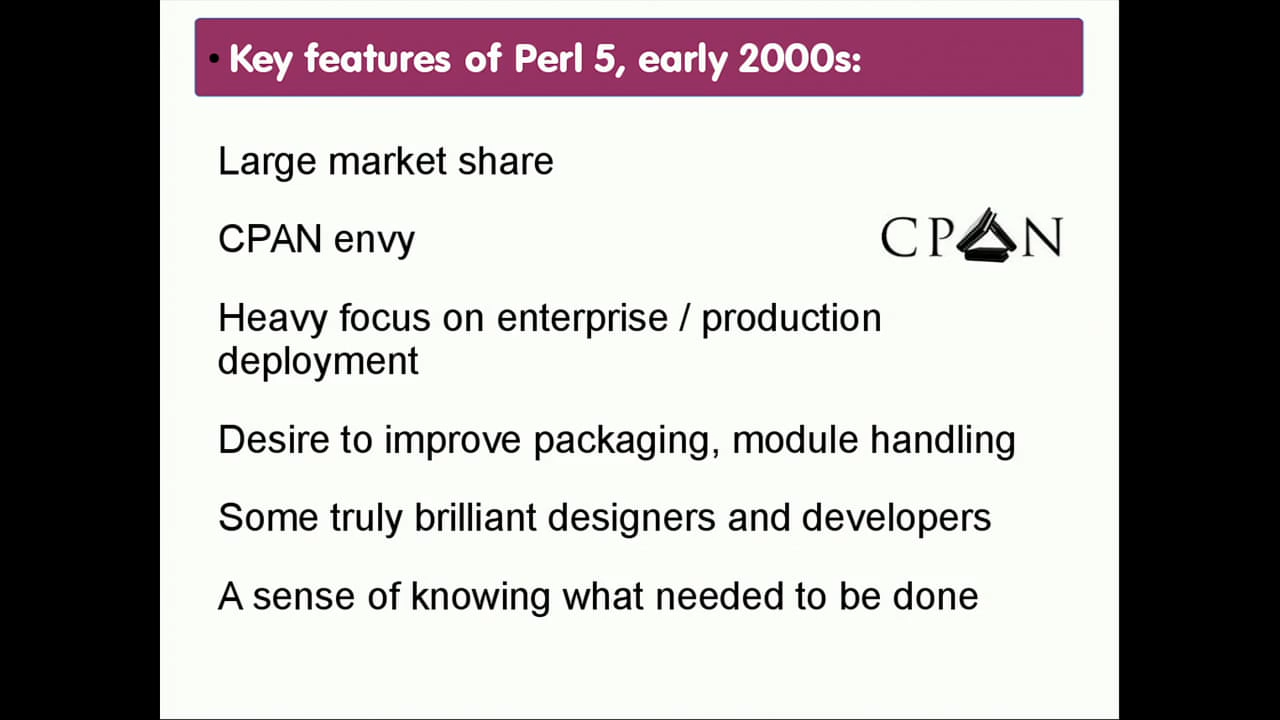 • Key features of Perl 5, early 2000s:
Large market share
CPAN envy
CPAN
Heavy focus on enterprise / production
deployment
Desire to improve packaging, module handling
Some truly brilliant designers and developers
A sense of knowing what needed to be done